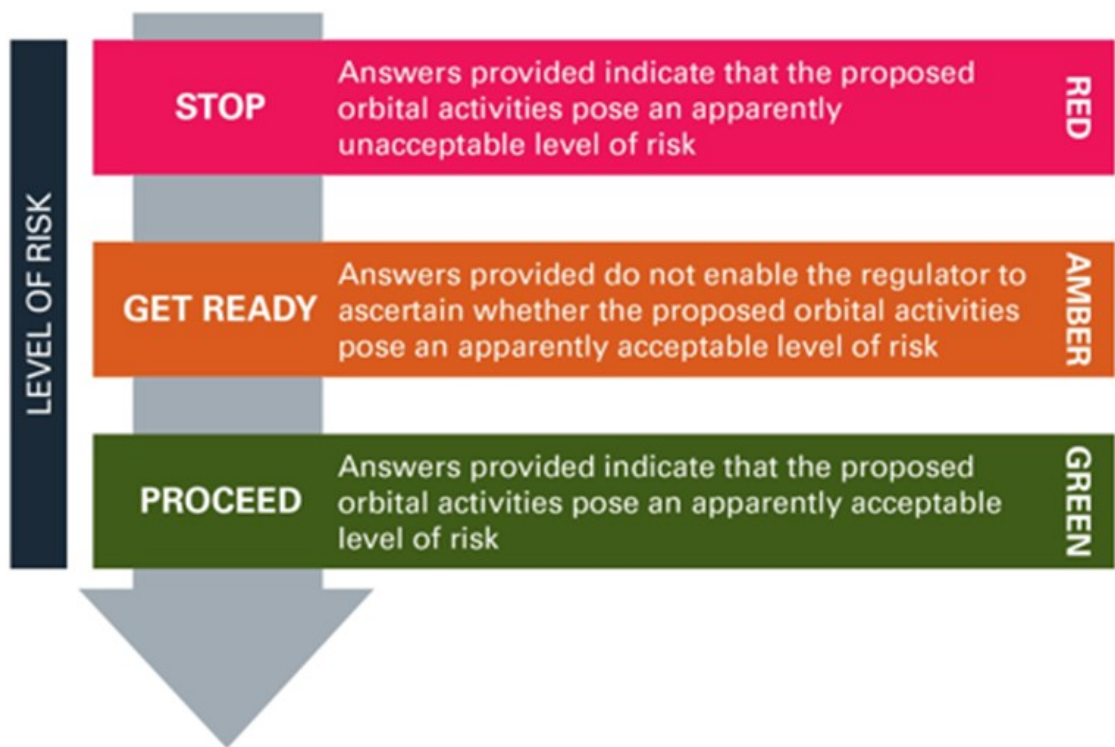 LEVEL OF RISK
STOP
Answers provided indicate that the proposed
orbital activities pose an apparently
unacceptable level of risk
RED
GET READY
Answers provided do not enable the regulator to
ascertain whether the proposed orbital activities
pose an apparently acceptable level of risk
AMBER
PROCEED
Answers provided indicate that the proposed
orbital activities pose an apparently acceptable
level of risk
GREEN